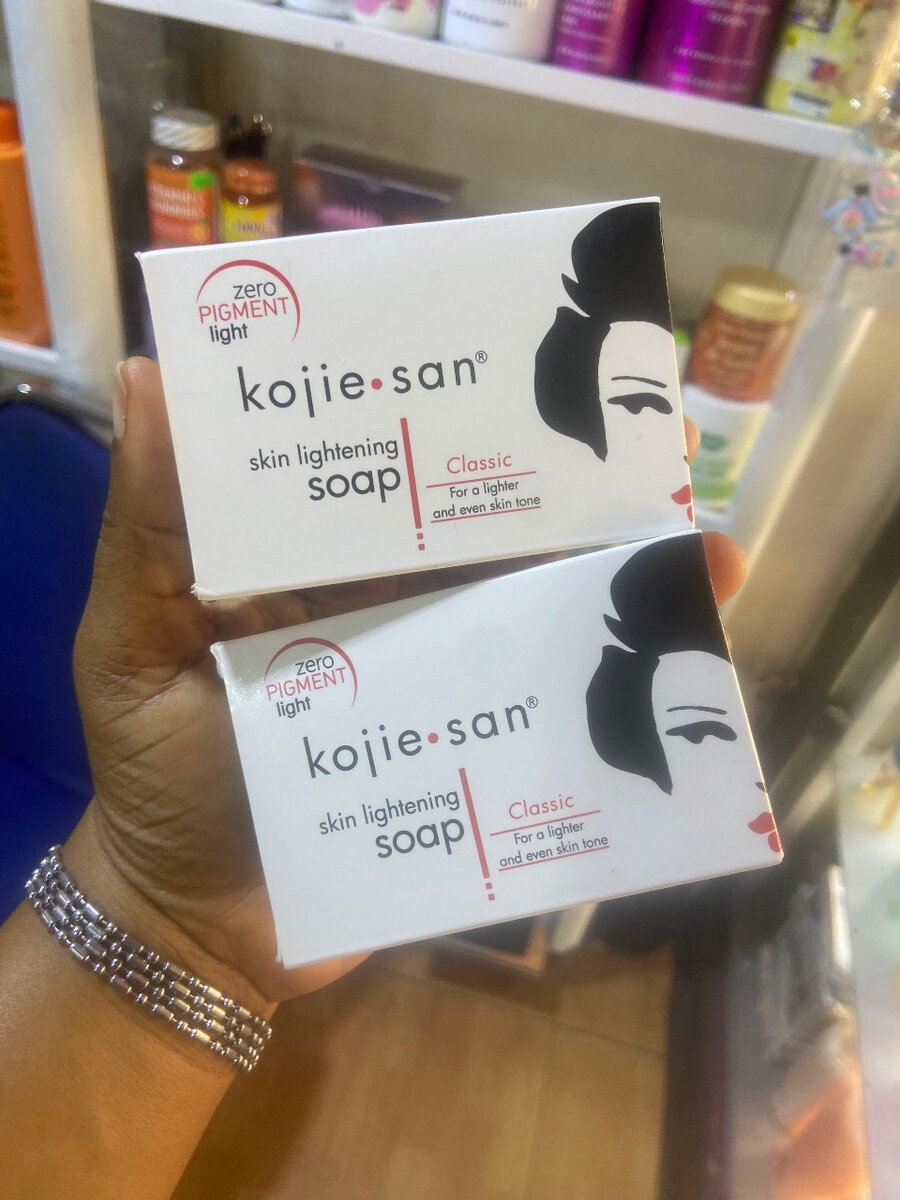 zero
PIGMENT
light
kojie•san®
skin lightening
soap
Classic
For a lighter
and even skin tone
zero
PIGMENT
light
kojie•san®
skin lightening
soap
Classic
For a lighter
and even skin tone